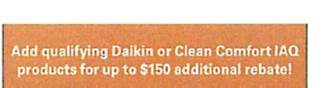 Add qualifying Daikin or Clean Comfort IAQ
products for up to $150 additional rebate!